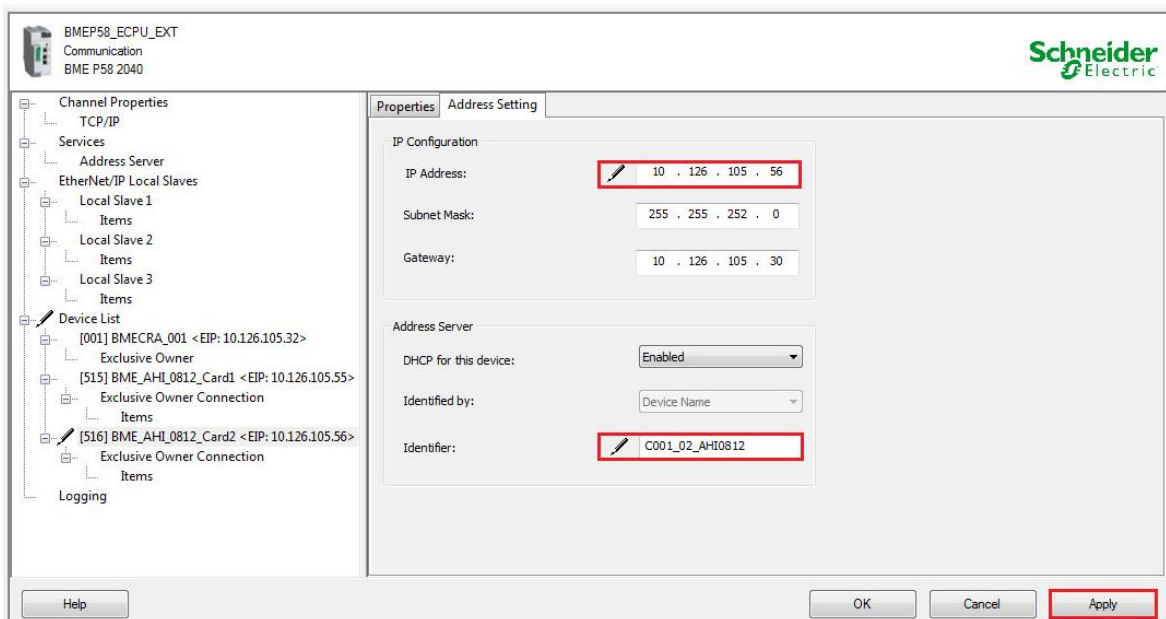 BMEP58_ECPU_EXT
Communication
BME P58 2040
Schneider
Electric
Channel Properties
TCP/IP
Services
Address Server
EtherNet/IP Local Slaves
Local Slave 1
Items
Local Slave 2
Items
Local Slave 3
Items
Device List
[001] BMECRA_001 <EIP: 10.126.105.32>
Exclusive Owner
[515] BME_AHI_0812_Card1 <EIP: 10.126.105.55>
Exclusive Owner Connection
Items
[516] BME_AHI_0812_Card2 <EIP: 10.126.105.56>
Exclusive Owner Connection
Items
Logging
Properties Address Setting
IP Configuration
IP Address: 10 . 126 . 105 . 56
Subnet Mask: 255 . 255 . 252 . 0
Gateway: 10 . 126 . 105 . 30
Address Server
DHCP for this device: Enabled
Identified by: Device Name
Identifier: C001_02_AHI0812
Help OK Cancel Apply